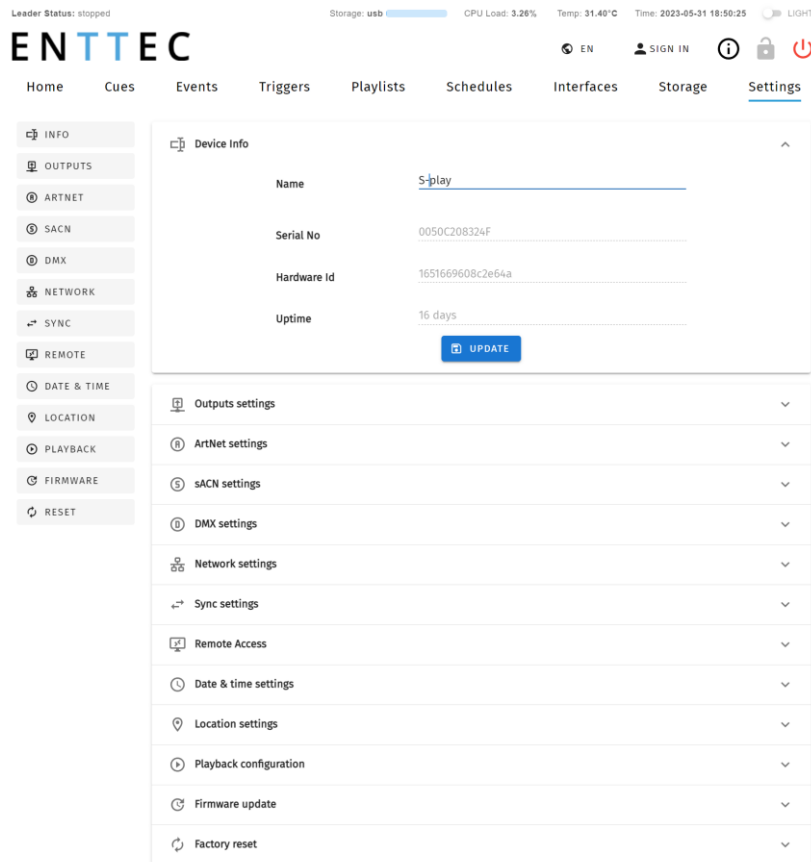 Leader Status: stopped Storage: usb CPU Load: 3.26% Temp: 31.40°C Time: 2023-05-31 18:50:25 LIGHT
ENTTEC EN SIGN IN
Home Cues Events Triggers Playlists Schedules Interfaces Storage Settings
INFO
OUTPUTS
ARTNET
SACN
DMX
NETWORK
SYNC
REMOTE
DATE & TIME
LOCATION
PLAYBACK
FIRMWARE
RESET
Device Info
Name S-play
Serial No 0050C208324F
Hardware Id 1651669608c2e64a
Uptime 16 days
UPDATE
Outputs settings
ArtNet settings
sACN settings
DMX settings
Network settings
Sync settings
Remote Access
Date & time settings
Location settings
Playback configuration
Firmware update
Factory reset